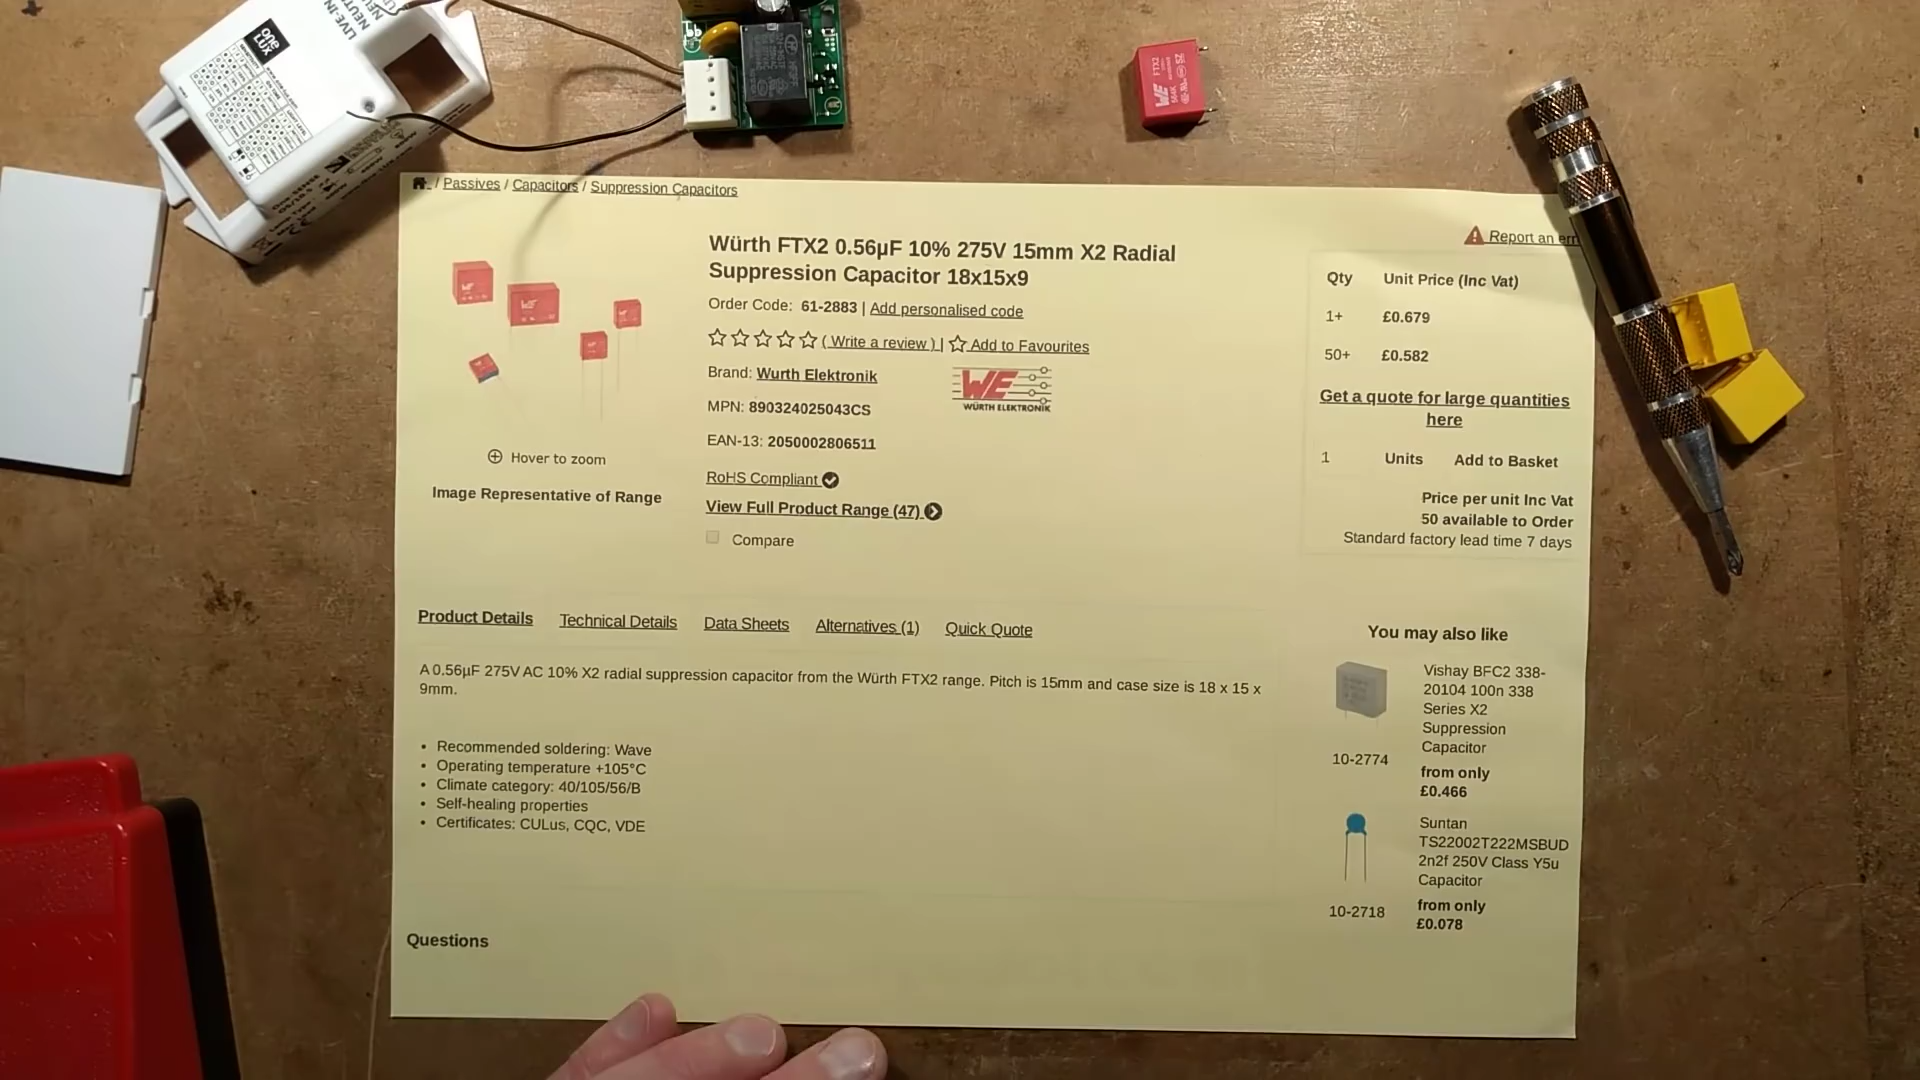 one
LUX
LIVE-IN
WE
FTX2
/ Passives / Capacitors / Suppression Capacitors
Würth FTX2 0.56µF 10% 275V 15mm X2 Radial
Suppression Capacitor 18x15x9
Order Code: 61-2883 | Add personalised code
( Write a review ) | Add to Favourites
Brand: Wurth Elektronik
WE
WÜRTH ELEKTRONIK
MPN: 890324025043CS
EAN-13: 2050002806511
RoHS Compliant
View Full Product Range (47)
Compare
Hover to zoom
Image Representative of Range
Report an err
Qty Unit Price (Inc Vat)
1+ £0.679
50+ £0.582
Get a quote for large quantities
here
1 Units Add to Basket
Price per unit Inc Vat
50 available to Order
Standard factory lead time 7 days
Product Details Technical Details Data Sheets Alternatives (1) Quick Quote
A 0.56µF 275V AC 10% X2 radial suppression capacitor from the Würth FTX2 range. Pitch is 15mm and case size is 18 x 15 x
9mm.
• Recommended soldering: Wave
• Operating temperature +105°C
• Climate category: 40/105/56/B
• Self-healing properties
• Certificates: CULus, CQC, VDE
Questions
You may also like
Vishay BFC2 338-
20104 100n 338
Series X2
Suppression
Capacitor
10-2774
from only
£0.466
Suntan
TS22002T222MSBUD
2n2f 250V Class Y5u
Capacitor
10-2718
from only
£0.078